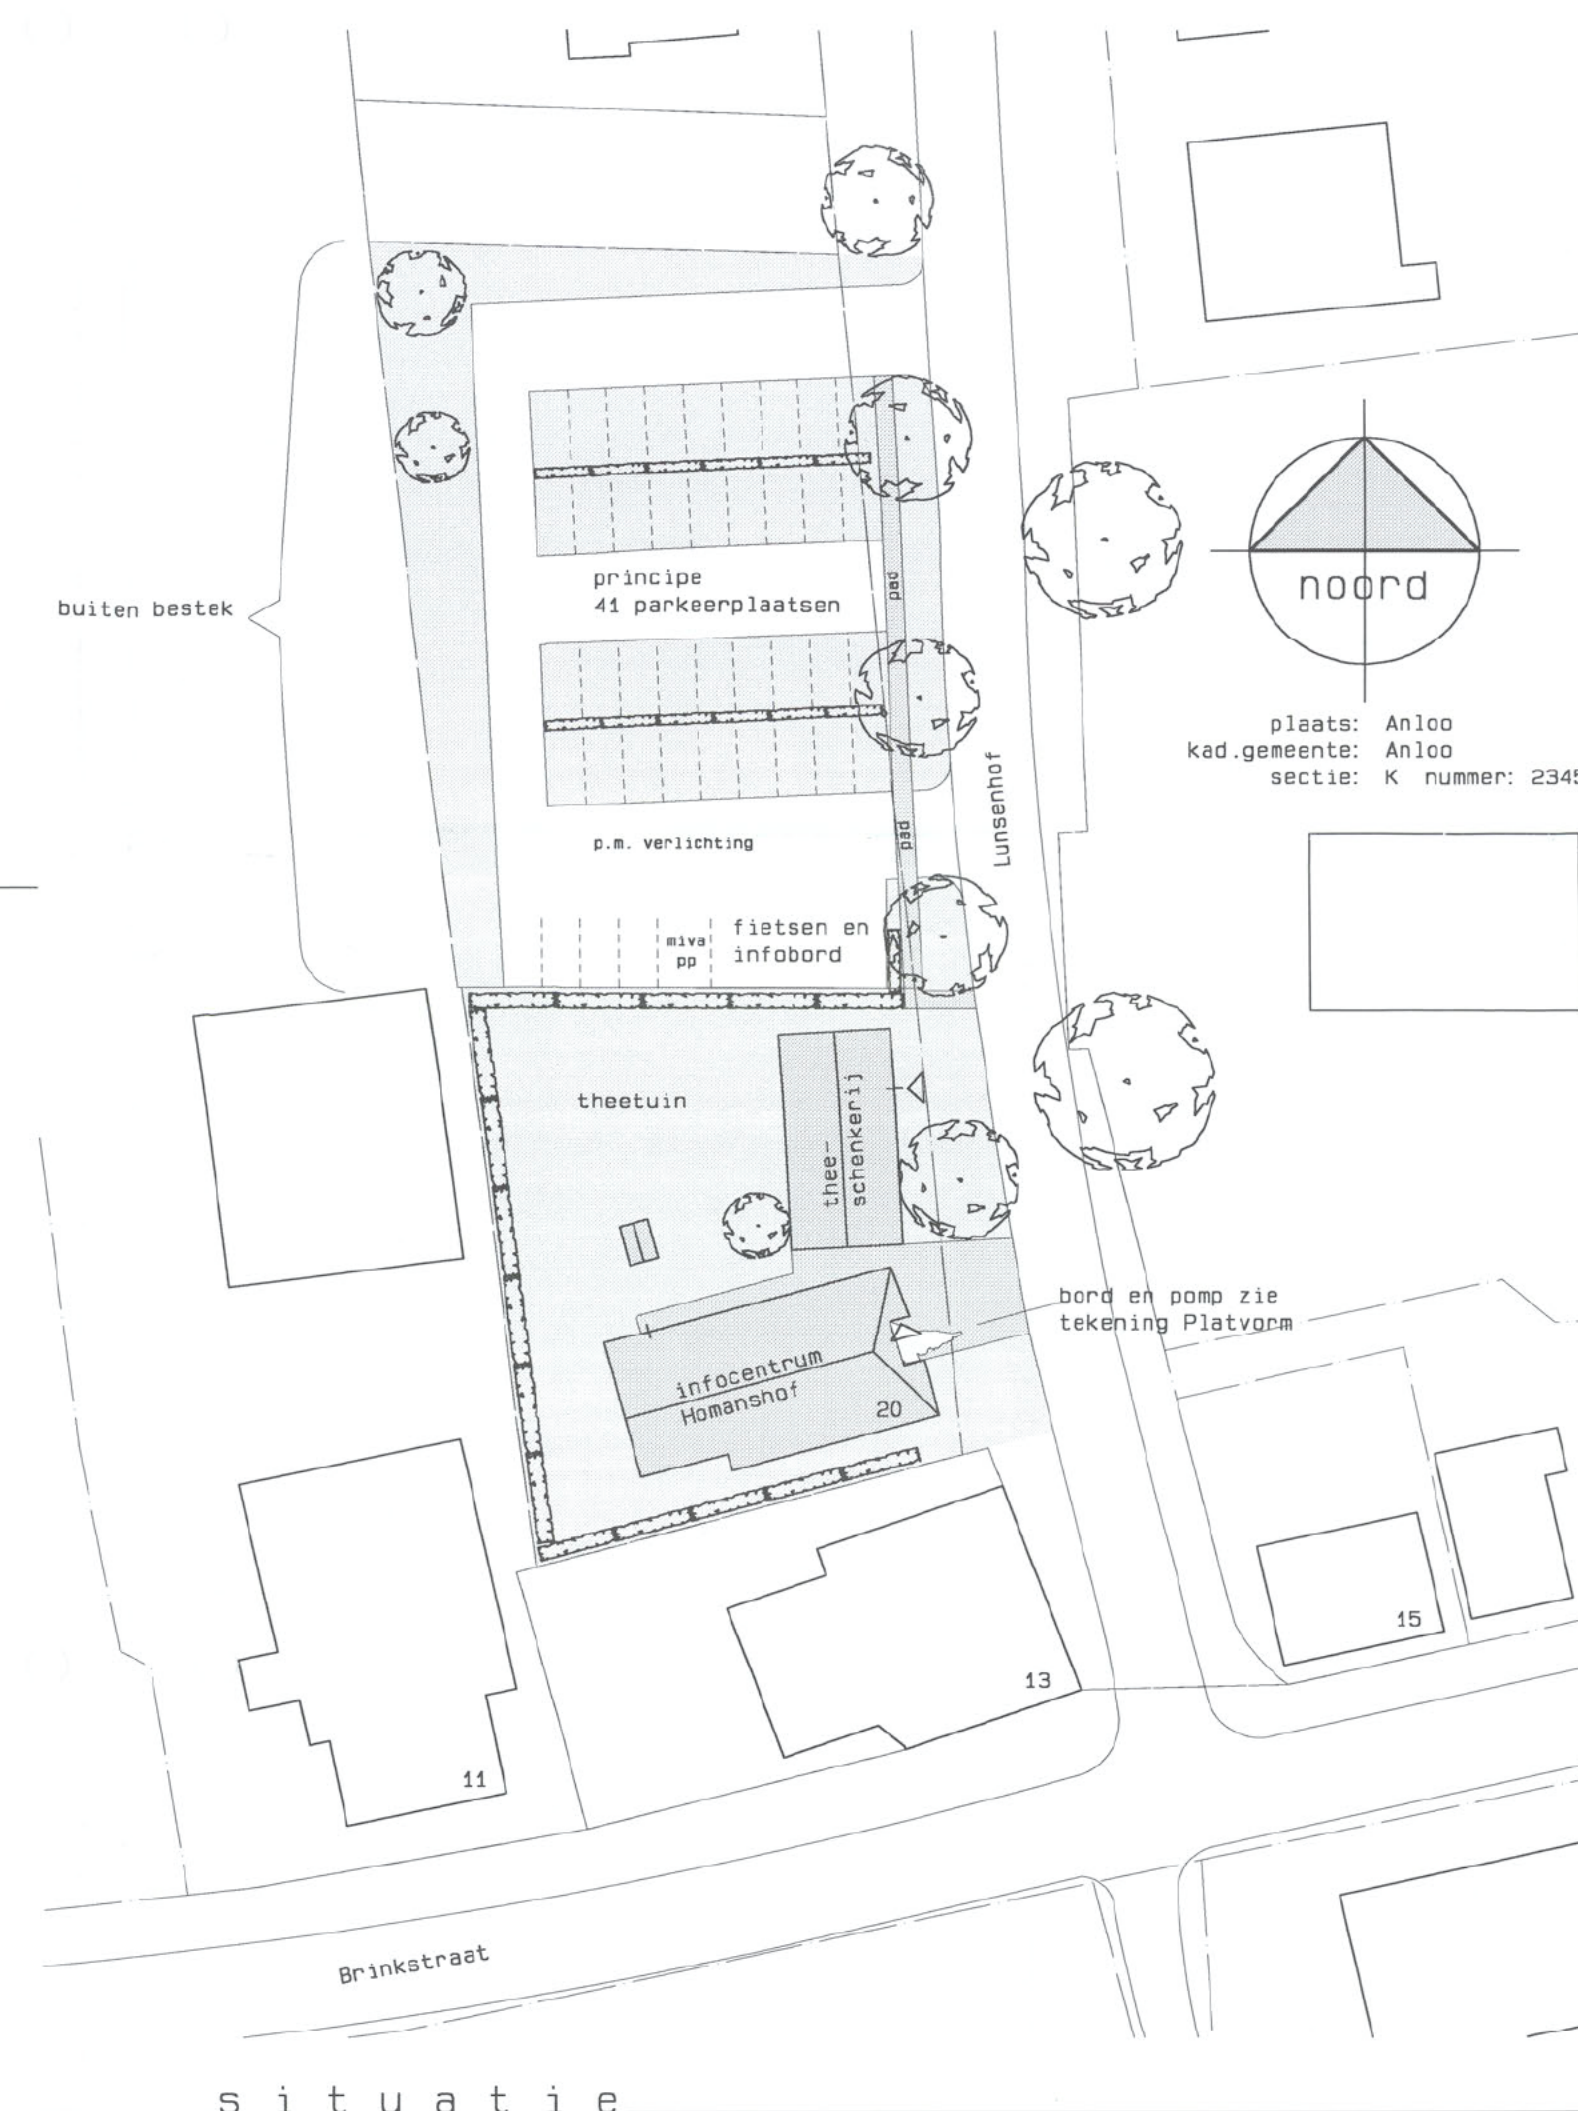 buiten bestek
principe
41 parkeerplaatsen
pad
noord
plaats: Anloo
kad.gemeente: Anloo
sectie: K nummer: 2345
Lunsenhof
pad
p.m. verlichting
miva
pp
fietsen en
infobord
theetuin
thee-
schenkerij
bord en pomp zie
tekening Platvorm
infocentrum
Homanshof
20
15
13
11
Brinkstraat
situatie